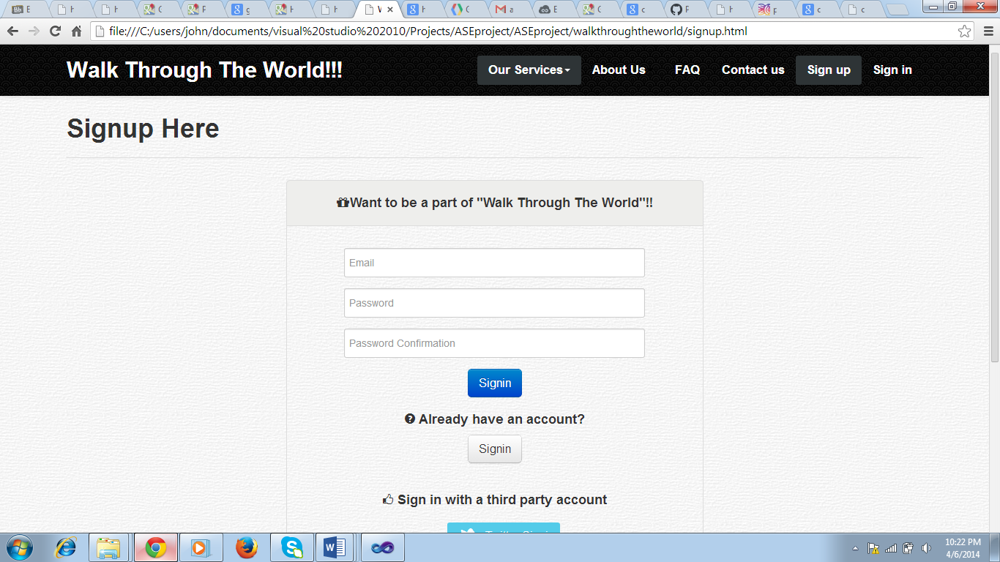 Bb E
H
H
G
F
g
H
H
W
H
G
a
E
G
c
F
H
p
c
c
file:///C:/users/john/documents/visual%20studio%202010/Projects/ASEproject/ASEproject/walkthroughtheworld/signup.html
Walk Through The World!!! Our Services About Us FAQ Contact us Sign up Sign in
Signup Here
Want to be a part of "Walk Through The World"!!
Email
Password
Password Confirmation
Signin
Already have an account?
Signin
Sign in with a third party account
10:22 PM
4/6/2014